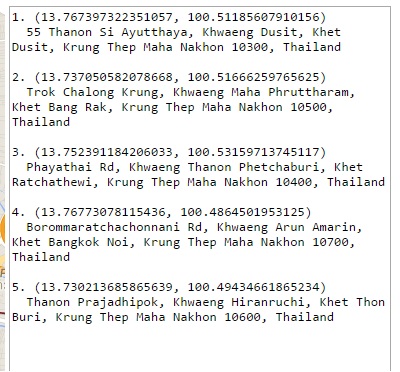 1. (13.767397322351057, 100.51185607910156)
55 Thanon Si Ayutthaya, Khwaeng Dusit, Khet
Dusit, Krung Thep Maha Nakhon 10300, Thailand
2. (13.737050582078668, 100.51666259765625)
Trok Chalong Krung, Khwaeng Maha Phruttharam,
Khet Bang Rak, Krung Thep Maha Nakhon 10500,
Thailand
3. (13.752391184206033, 100.53159713745117)
Phayathai Rd, Khwaeng Thanon Phetchaburi, Khet
Ratchathewi, Krung Thep Maha Nakhon 10400, Thailand
4. (13.76773078115436, 100.4864501953125)
Borommaratchachonnani Rd, Khwaeng Arun Amarin,
Khet Bangkok Noi, Krung Thep Maha Nakhon 10700,
Thailand
5. (13.730213685865639, 100.49434661865234)
Thanon Prajadhipok, Khwaeng Hiranruchi, Khet Thon
Buri, Krung Thep Maha Nakhon 10600, Thailand